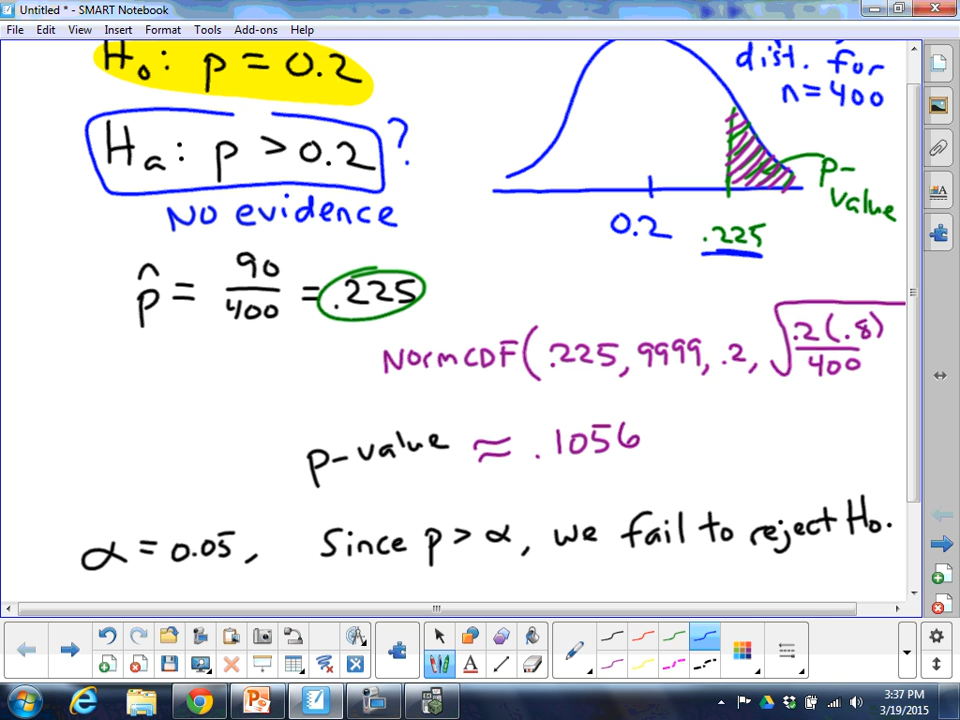 Untitled * - SMART Notebook
File Edit View Insert Format Tools Add-ons Help
H₀: p = 0.2
Hₐ: p > 0.2 ?
No evidence
dist. for
n = 400
p-
value
0.2 .225
p̂ = 90/400 = .225
NormCDF(.225, 9999, .2, √(.2(.8)/400)
p-value ≈ .1056
α = 0.05, Since p > α, we fail to reject H₀.
3:37 PM
3/19/2015